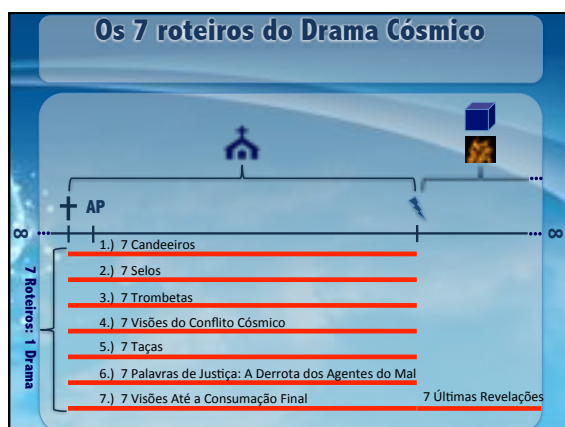 Os 7 roteiros do Drama Cósmico
AP
∞ ... ... ∞
7 Roteiros: 1 Drama
1.) 7 Candeeiros
2.) 7 Selos
3.) 7 Trombetas
4.) 7 Visões do Conflito Cósmico
5.) 7 Taças
6.) 7 Palavras de Justiça: A Derrota dos Agentes do Mal
7.) 7 Visões Até a Consumação Final
7 Últimas Revelações